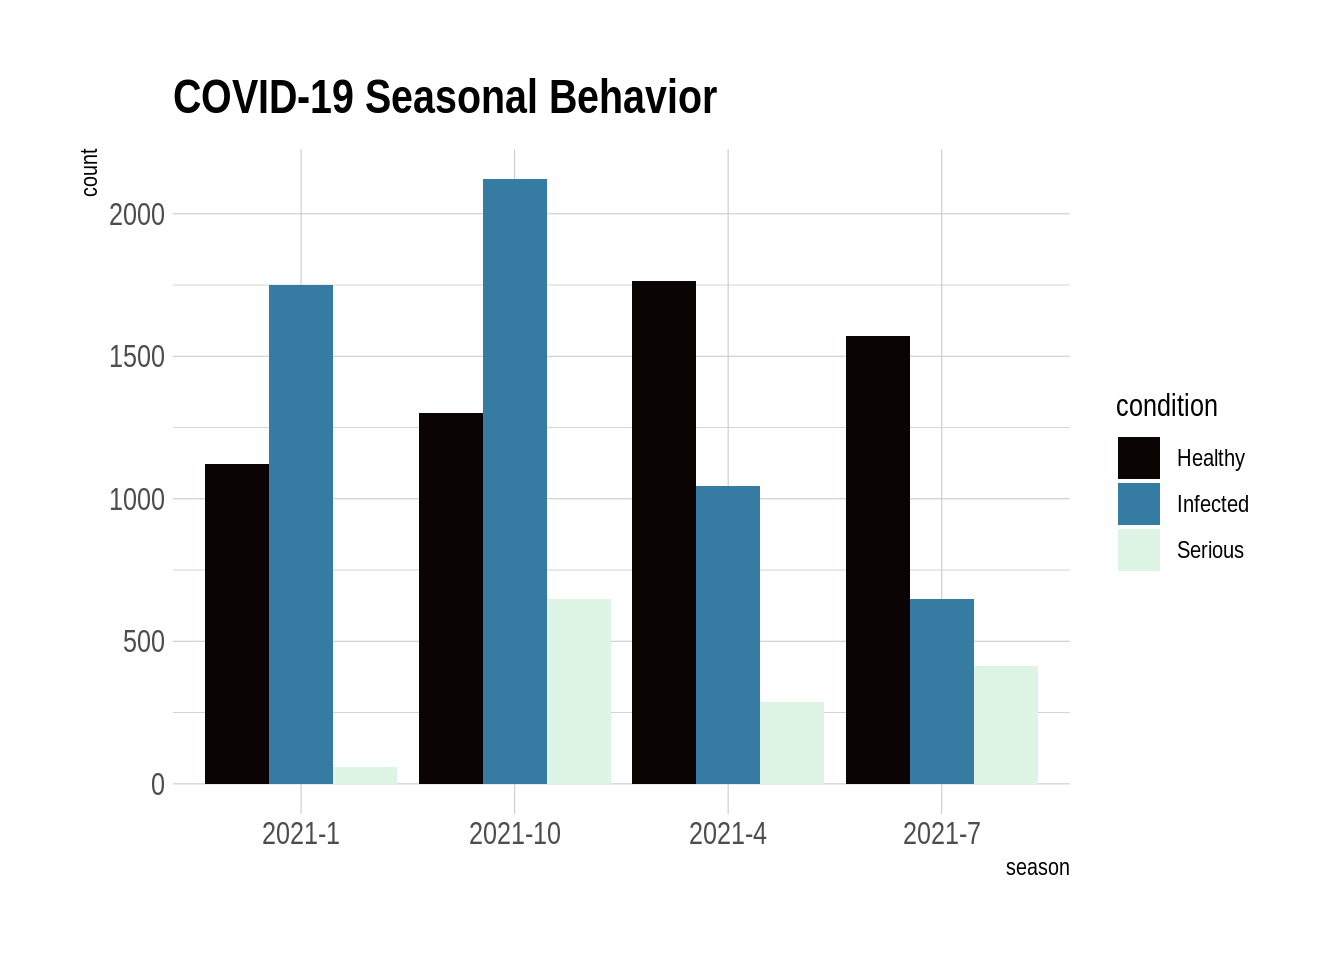 COVID-19 Seasonal Behavior
count
2000
1500
1000
500
0
2021-1
2021-10
2021-4
2021-7
season
condition
Healthy
Infected
Serious